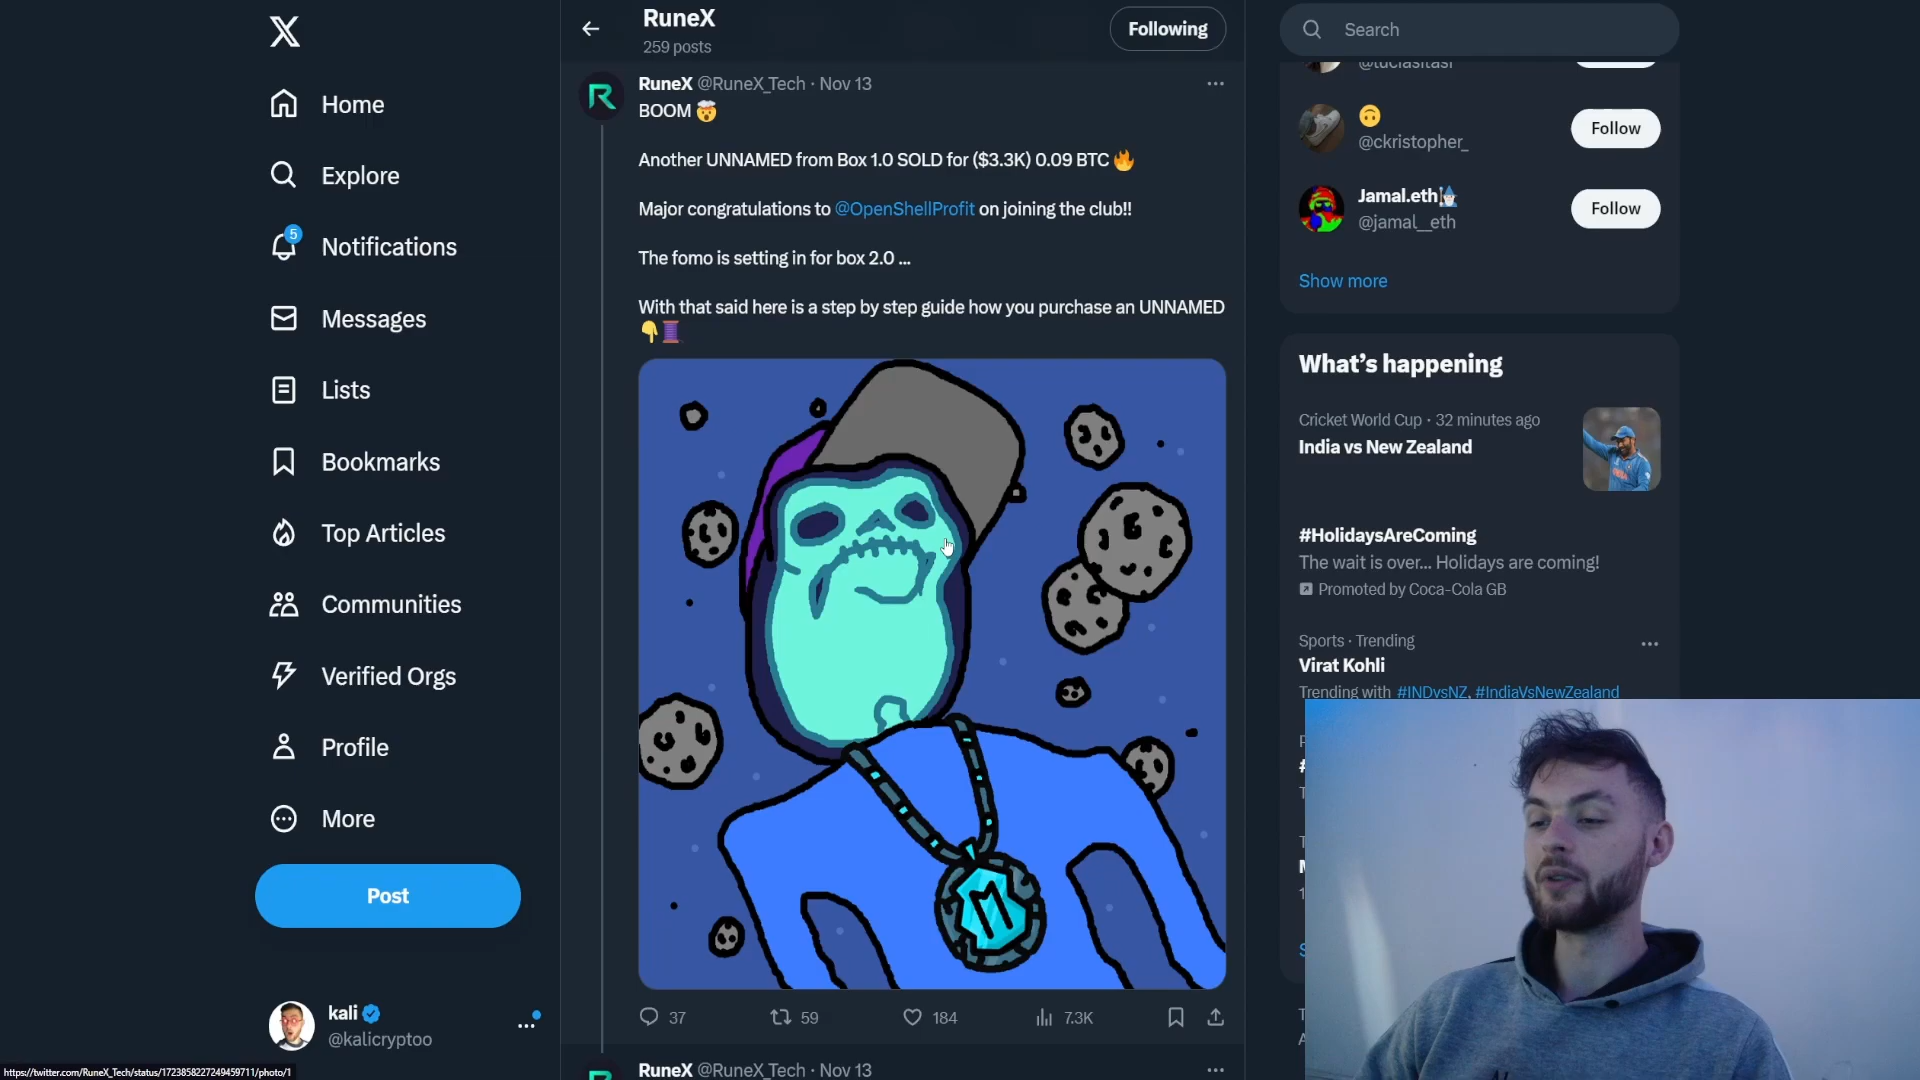 Home
Explore
5
Notifications
Messages
Lists
Bookmarks
Top Articles
Communities
Verified Orgs
Profile
More
Post
kali
@kalicryptoo
https://twitter.com/RuneX_Tech/status/1723858227249459711/photo/1
RuneX
259 posts
Following
RuneX @RuneX_Tech · Nov 13
BOOM 🤯
Another UNNAMED from Box 1.0 SOLD for ($3.3K) 0.09 BTC 🔥
Major congratulations to @OpenShellProfit on joining the club!!
The fomo is setting in for box 2.0 ...
With that said here is a step by step guide how you purchase an UNNAMED
👇🧵
37
59
184
7.3K
RuneX @RuneX_Tech · Nov 13
Search
🙃
@ckristopher_
Follow
Jamal.eth
@jamal__eth
Follow
Show more
What's happening
Cricket World Cup · 32 minutes ago
India vs New Zealand
#HolidaysAreComing
The wait is over... Holidays are coming!
Promoted by Coca-Cola GB
Sports · Trending
Virat Kohli
Trending with #INDvsNZ, #IndiaVsNewZealand